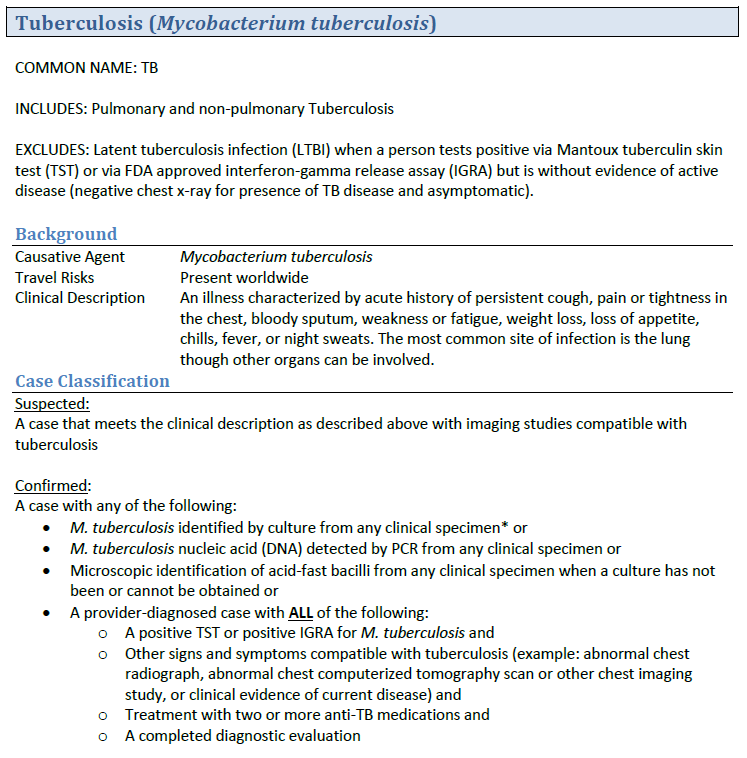 Tuberculosis (Mycobacterium tuberculosis)
COMMON NAME: TB
INCLUDES: Pulmonary and non-pulmonary Tuberculosis
EXCLUDES: Latent tuberculosis infection (LTBI) when a person tests positive via Mantoux tuberculin skin
test (TST) or via FDA approved interferon-gamma release assay (IGRA) but is without evidence of active
disease (negative chest x-ray for presence of TB disease and asymptomatic).
Background
Causative Agent Mycobacterium tuberculosis
Travel Risks Present worldwide
Clinical Description An illness characterized by acute history of persistent cough, pain or tightness in
the chest, bloody sputum, weakness or fatigue, weight loss, loss of appetite,
chills, fever, or night sweats. The most common site of infection is the lung
though other organs can be involved.
Case Classification
Suspected:
A case that meets the clinical description as described above with imaging studies compatible with
tuberculosis
Confirmed:
A case with any of the following:
• M. tuberculosis identified by culture from any clinical specimen* or
• M. tuberculosis nucleic acid (DNA) detected by PCR from any clinical specimen or
• Microscopic identification of acid-fast bacilli from any clinical specimen when a culture has not
been or cannot be obtained or
• A provider-diagnosed case with ALL of the following:
o A positive TST or positive IGRA for M. tuberculosis and
o Other signs and symptoms compatible with tuberculosis (example: abnormal chest
radiograph, abnormal chest computerized tomography scan or other chest imaging
study, or clinical evidence of current disease) and
o Treatment with two or more anti-TB medications and
o A completed diagnostic evaluation